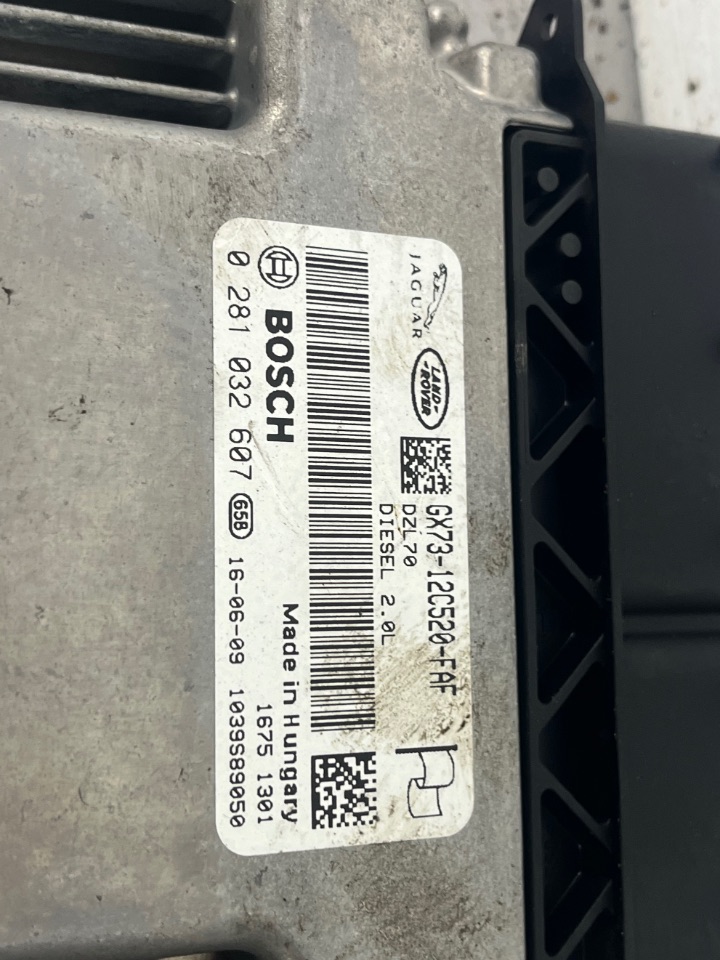 JAGUAR
LAND-
-ROVER
GX73-12C520-FAF
DZL70
DIESEL 2.0L
BOSCH
Made in Hungary
1675 1301
0 281 032 607 65B 16-06-09 1039S89050